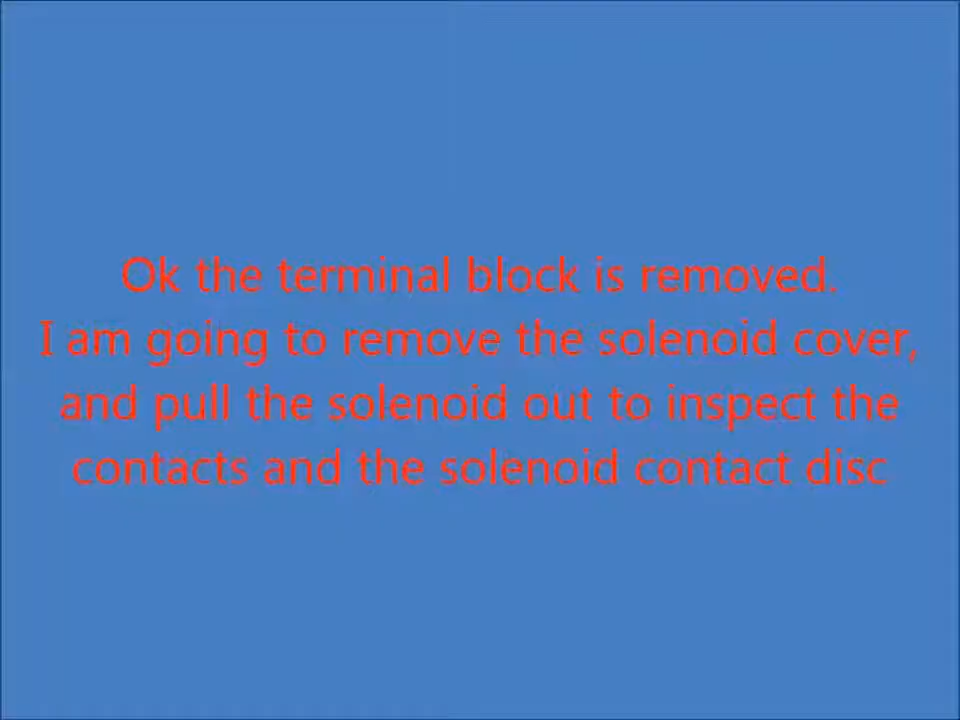 Ok the terminal block is removed.
I am going to remove the solenoid cover,
and pull the solenoid out to inspect the
contacts and the solenoid contact disc